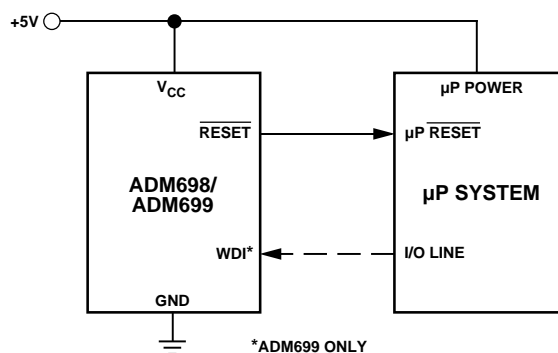 +5V
VCC
µP POWER
RESET
µP RESET
ADM698/
ADM699
µP SYSTEM
WDI*
I/O LINE
GND
*ADM699 ONLY